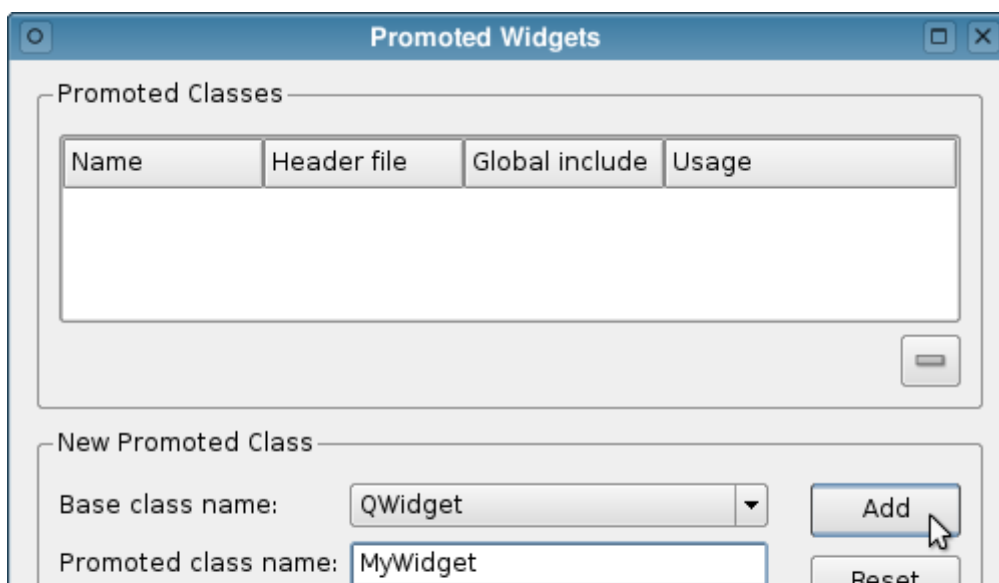 Promoted Widgets
Promoted Classes
Name Header file Global include Usage
New Promoted Class
Base class name: QWidget Add
Promoted class name: MyWidget Reset